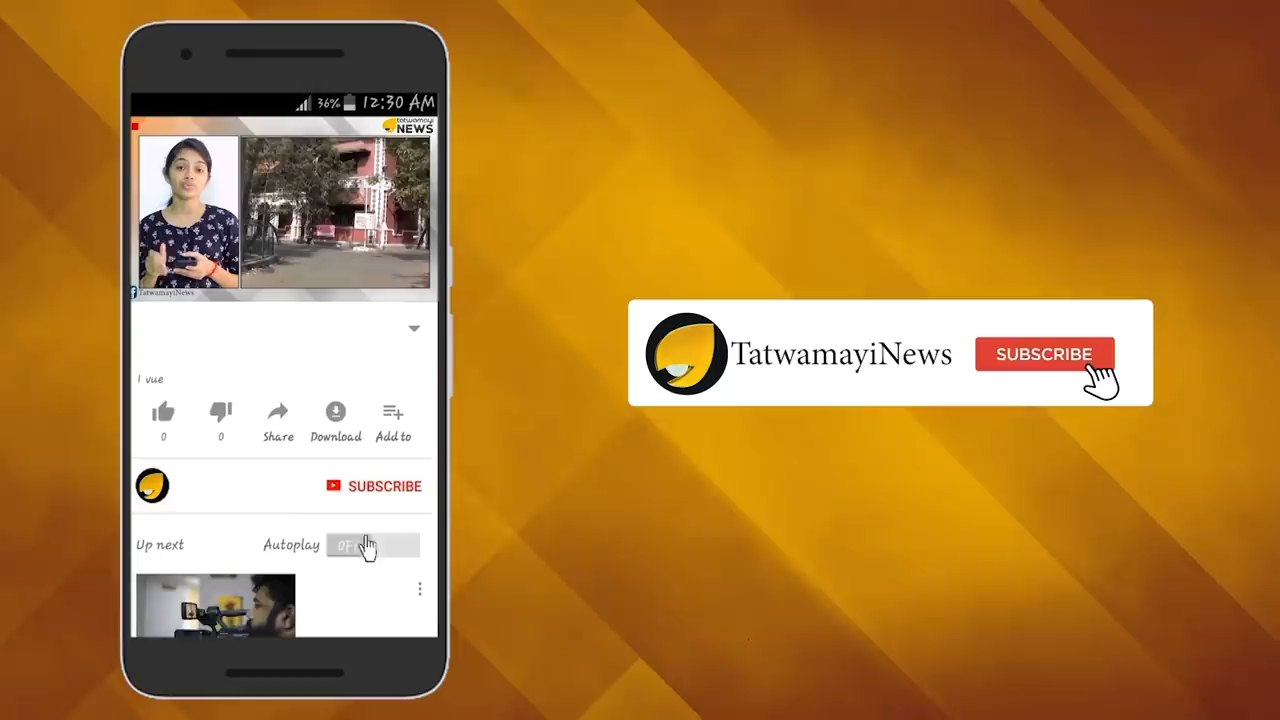 36% 12:30 AM
tatwamayi
NEWS
TatwamayiNews
1 vue
0 0 Share Download Add to
SUBSCRIBE
Up next Autoplay
TatwamayiNews SUBSCRIBE